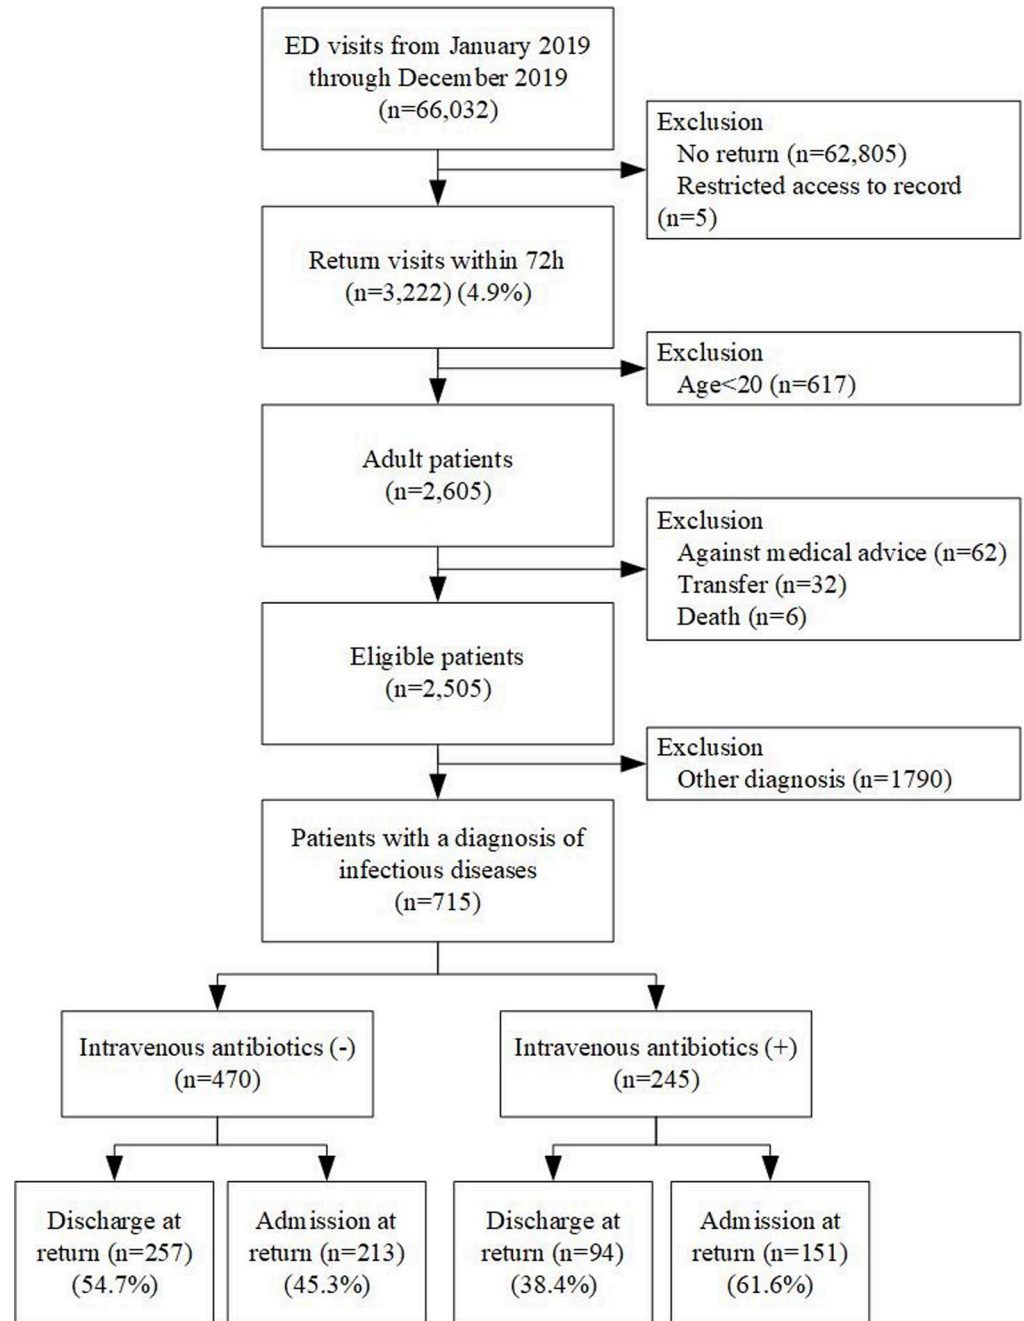 ED visits from January 2019
through December 2019
(n=66,032)
Exclusion
No return (n=62,805)
Restricted access to record
(n=5)
Return visits within 72h
(n=3,222) (4.9%)
Exclusion
Age<20 (n=617)
Adult patients
(n=2,605)
Exclusion
Against medical advice (n=62)
Transfer (n=32)
Death (n=6)
Eligible patients
(n=2,505)
Exclusion
Other diagnosis (n=1790)
Patients with a diagnosis of
infectious diseases
(n=715)
Intravenous antibiotics (-)
(n=470)
Intravenous antibiotics (+)
(n=245)
Discharge at
return (n=257)
(54.7%)
Admission at
return (n=213)
(45.3%)
Discharge at
return (n=94)
(38.4%)
Admission at
return (n=151)
(61.6%)